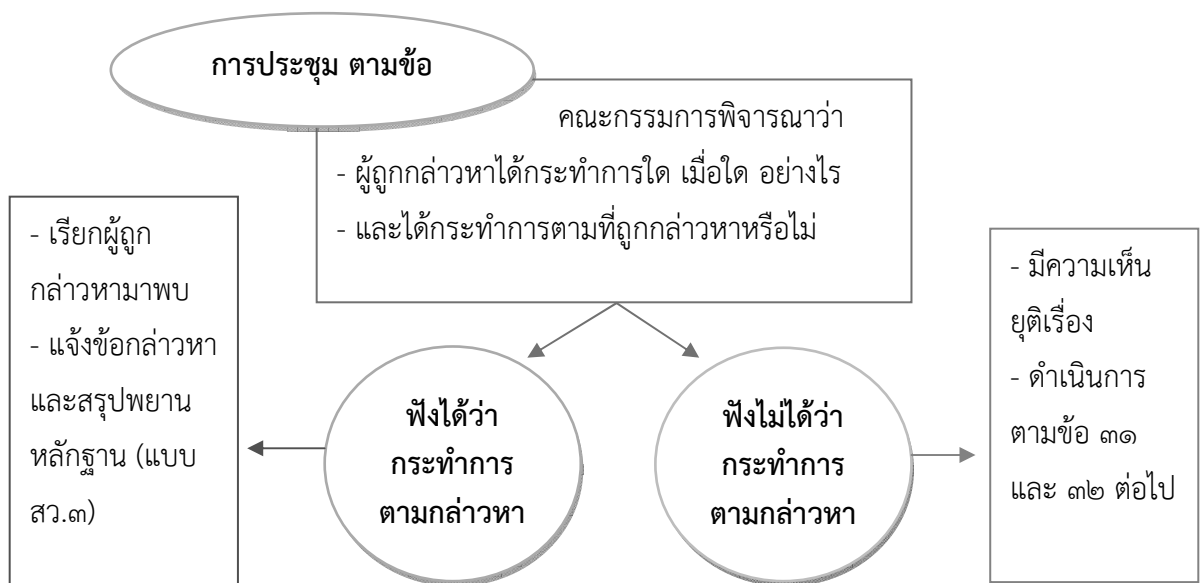 การประชุม ตามข้อ
คณะกรรมการพิจารณาว่า
- ผู้ถูกกล่าวหาได้กระทำการใด เมื่อใด อย่างไร
- และได้กระทำการตามที่ถูกกล่าวหาหรือไม่
- เรียกผู้ถูก
กล่าวหามาพบ
- แจ้งข้อกล่าวหา
และสรุปพยาน
หลักฐาน (แบบ
สว.๓)
ฟังได้ว่า
กระทำการ
ตามกล่าวหา
ฟังไม่ได้ว่า
กระทำการ
ตามกล่าวหา
- มีความเห็น
ยุติเรื่อง
- ดำเนินการ
ตามข้อ ๓๑
และ ๓๒ ต่อไป